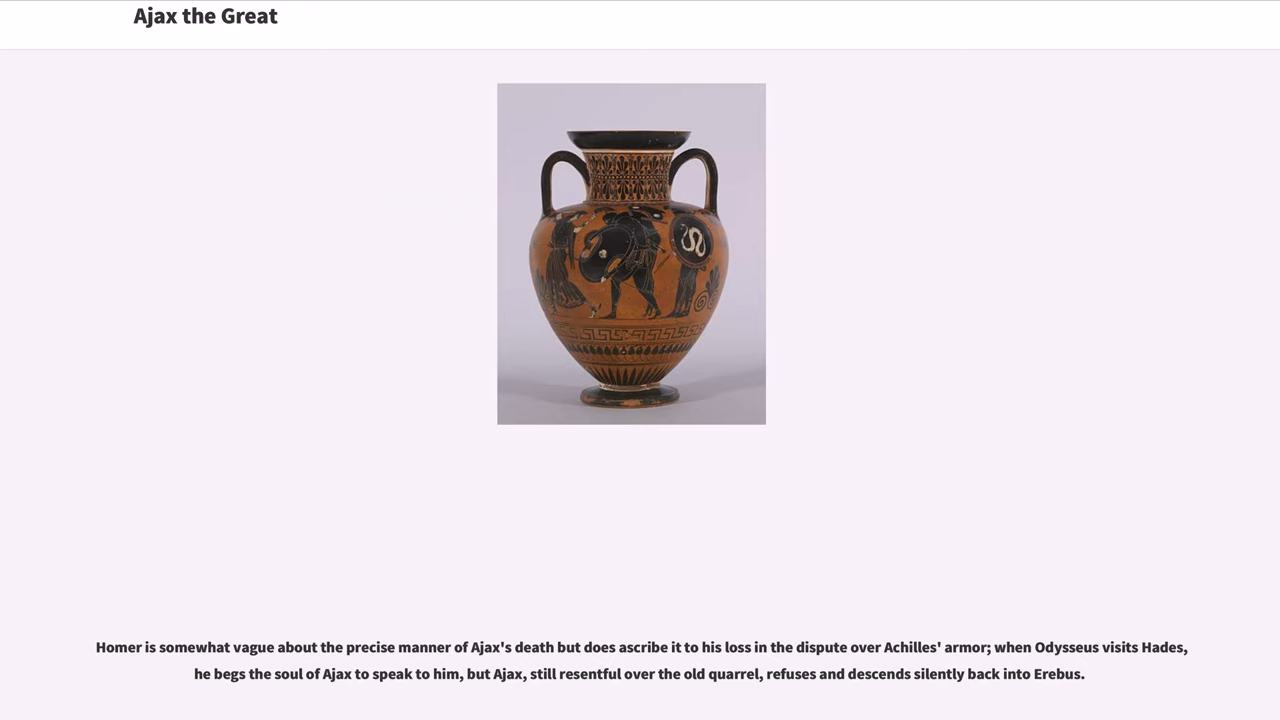 Ajax the Great
Homer is somewhat vague about the precise manner of Ajax's death but does ascribe it to his loss in the dispute over Achilles' armor; when Odysseus visits Hades,
he begs the soul of Ajax to speak to him, but Ajax, still resentful over the old quarrel, refuses and descends silently back into Erebus.